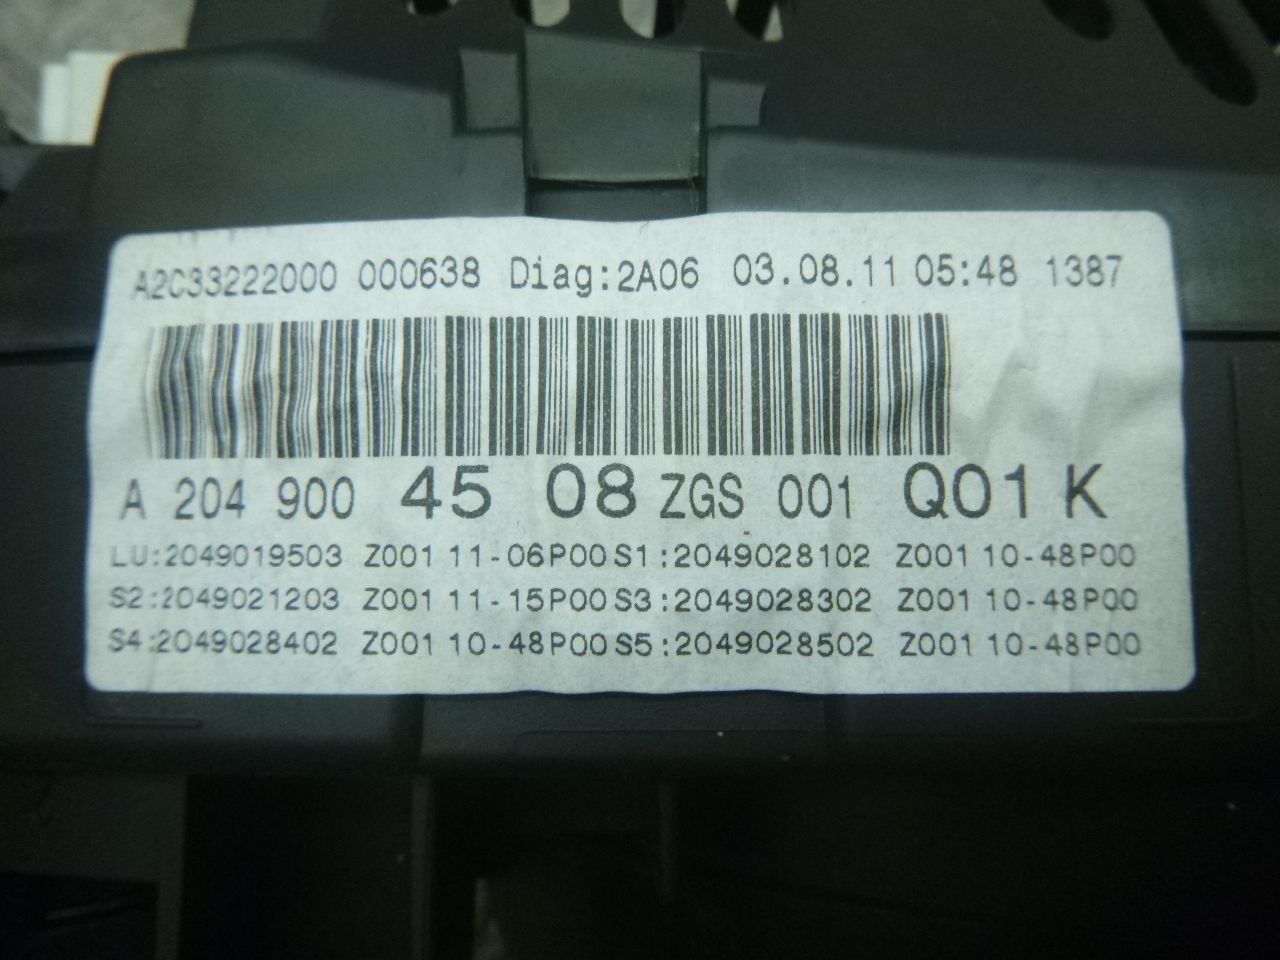 A2C33222000 000638 Diag:2A06 03.08.11 05:48 1387
A 204 900 45 08 ZGS 001 Q01 K
LU:2049019503 Z001 11-06P00 S1:2049028102 Z001 10-48P00
S2:2049021203 Z001 11-15P00 S3:2049028302 Z001 10-48P00
S4:2049028402 Z001 10-48P00 S5:2049028502 Z001 10-48P00